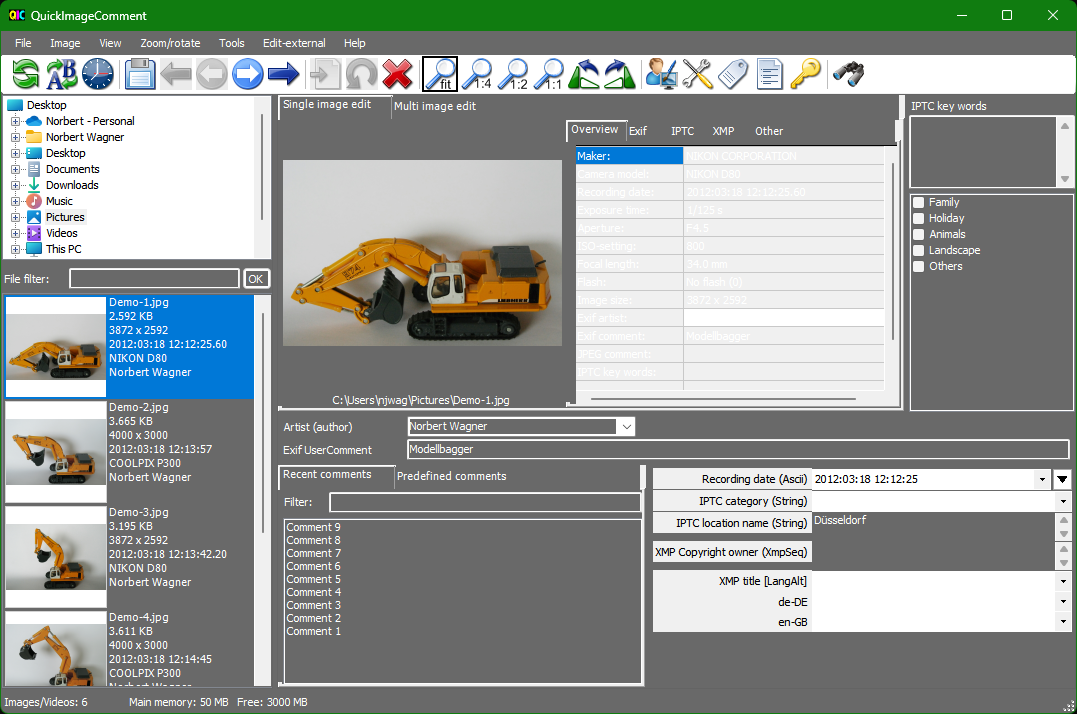 QIC QuickImageComment
File Image View Zoom/rotate Tools Edit-external Help
fit 1:4 1:2 1:1
Desktop
Norbert - Personal
Norbert Wagner
Desktop
Documents
Downloads
Music
Pictures
Videos
This PC
File filter: OK
Demo-1.jpg
2.592 KB
3872 x 2592
2012:03:18 12:12:25.60
NIKON D80
Norbert Wagner
Demo-2.jpg
3.665 KB
4000 x 3000
2012:03:18 12:13:57
COOLPIX P300
Norbert Wagner
Demo-3.jpg
3.195 KB
3872 x 2592
2012:03:18 12:13:42.20
NIKON D80
Norbert Wagner
Demo-4.jpg
3.611 KB
4000 x 3000
2012:03:18 12:14:45
COOLPIX P300
Norbert Wagner
Single image edit Multi image edit
LIEBHERR
C:\Users\njwag\Pictures\Demo-1.jpg
Overview Exif IPTC XMP Other
Maker: NIKON CORPORATION
Camera model: NIKON D80
Recording date: 2012:03:18 12:12:25.60
Exposure time: 1/125 s
Aperture: F4.5
ISO-setting: 800
Focal length: 34.0 mm
Flash: No flash (0)
Image size: 3872 x 2592
Exif artist:
Exif comment: Modellbagger
JPEG comment:
IPTC key words:
IPTC key words
Family
Holiday
Animals
Landscape
Others
Artist (author) Norbert Wagner
Exif UserComment Modellbagger
Recent comments Predefined comments
Filter:
Comment 9
Comment 8
Comment 7
Comment 6
Comment 5
Comment 4
Comment 3
Comment 2
Comment 1
Recording date (Ascii) 2012:03:18 12:12:25
IPTC category (String)
IPTC location name (String) Düsseldorf
XMP Copyright owner (XmpSeq)
XMP title [LangAlt]
de-DE
en-GB
Images/Videos: 6 Main memory: 50 MB Free: 3000 MB